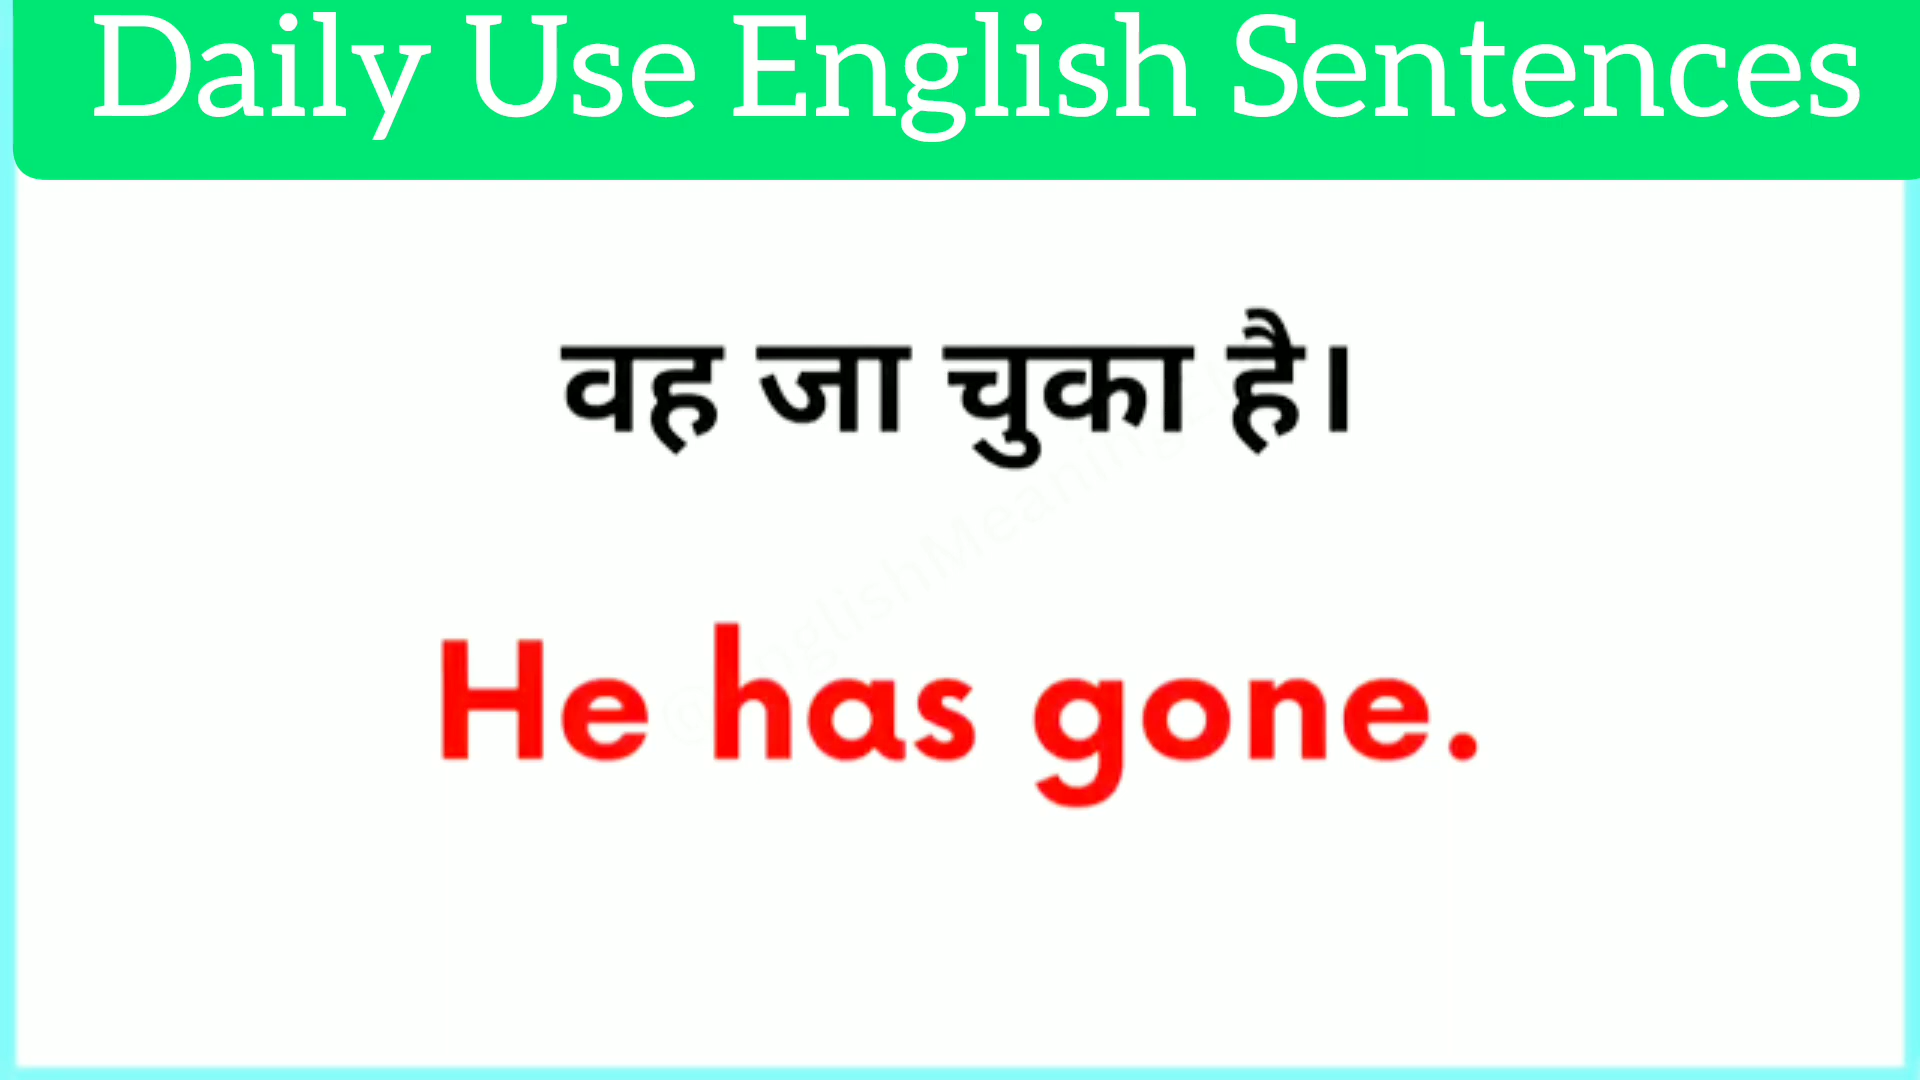 Daily Use English Sentences
वह जा चुका है।
He has gone.